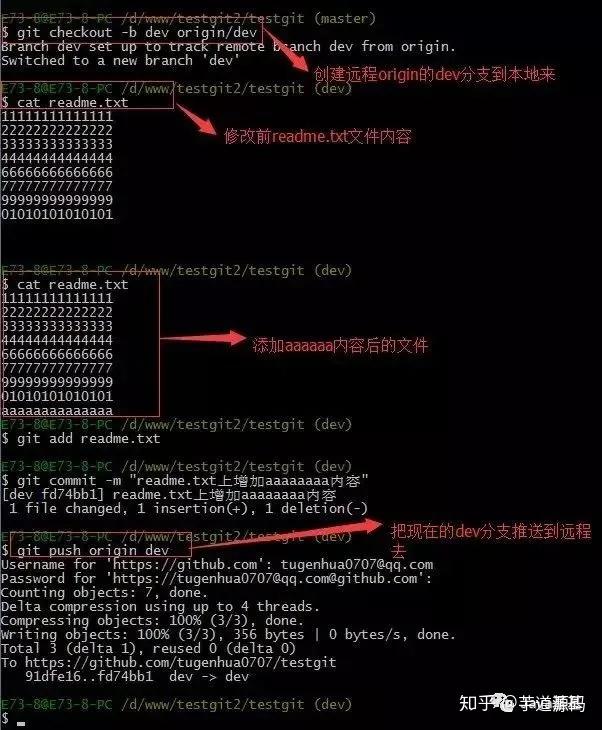 E73-8@E73-8-PC /d/www/testgit2/testgit (master)
$ git checkout -b dev origin/dev
Branch dev set up to track remote branch dev from origin.
Switched to a new branch 'dev'
创建远程origin的dev分支到本地来
E73-8@E73-8-PC /d/www/testgit2/testgit (dev)
$ cat readme.txt
11111111111111
22222222222222
修改前readme.txt文件内容
33333333333333
44444444444444
66666666666666
77777777777777
99999999999999
01010101010101
E73-8@E73-8-PC /d/www/testgit2/testgit (dev)
$ cat readme.txt
11111111111111
22222222222222
33333333333333
44444444444444
添加aaaaaa内容后的文件
66666666666666
77777777777777
99999999999999
01010101010101
aaaaaaaaaaaaaa
E73-8@E73-8-PC /d/www/testgit2/testgit (dev)
$ git add readme.txt
E73-8@E73-8-PC /d/www/testgit2/testgit (dev)
$ git commit -m "readme.txt上增加aaaaaaaa内容"
[dev fd74bb1] readme.txt上增加aaaaaaaa内容
1 file changed, 1 insertion(+), 1 deletion(-)
E73-8@E73-8-PC /d/www/testgit2/testgit (dev)
把现在的dev分支推送到远程
去
$ git push origin dev
Username for 'https://github.com': tugenhua0707@qq.com
Password for 'https://tugenhua0707@qq.com@github.com':
Counting objects: 7, done.
Delta compression using up to 4 threads.
Compressing objects: 100% (3/3), done.
Writing objects: 100% (3/3), 356 bytes | 0 bytes/s, done.
Total 3 (delta 1), reused 0 (delta 0)
To https://github.com/tugenhua0707/testgit
91dfe16..fd74bb1 dev -> dev
E73-8@E73-8-PC /d/www/testgit2/testgit (dev)
$
知乎
芋道源码